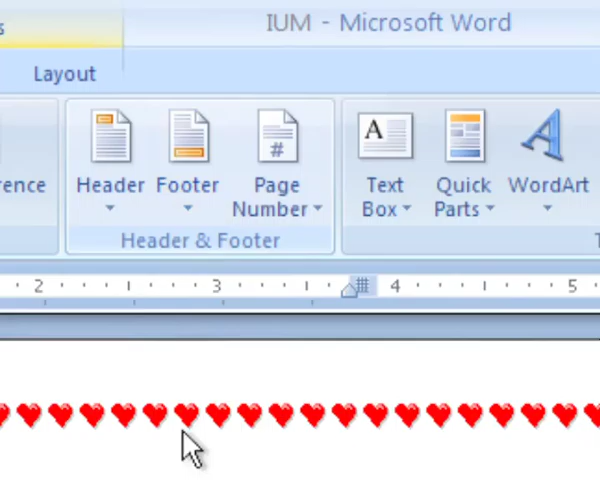 IUM - Microsoft Word
Layout
Header Footer Page Number
Text Box Quick Parts WordArt
Header & Footer
2 3 4 5